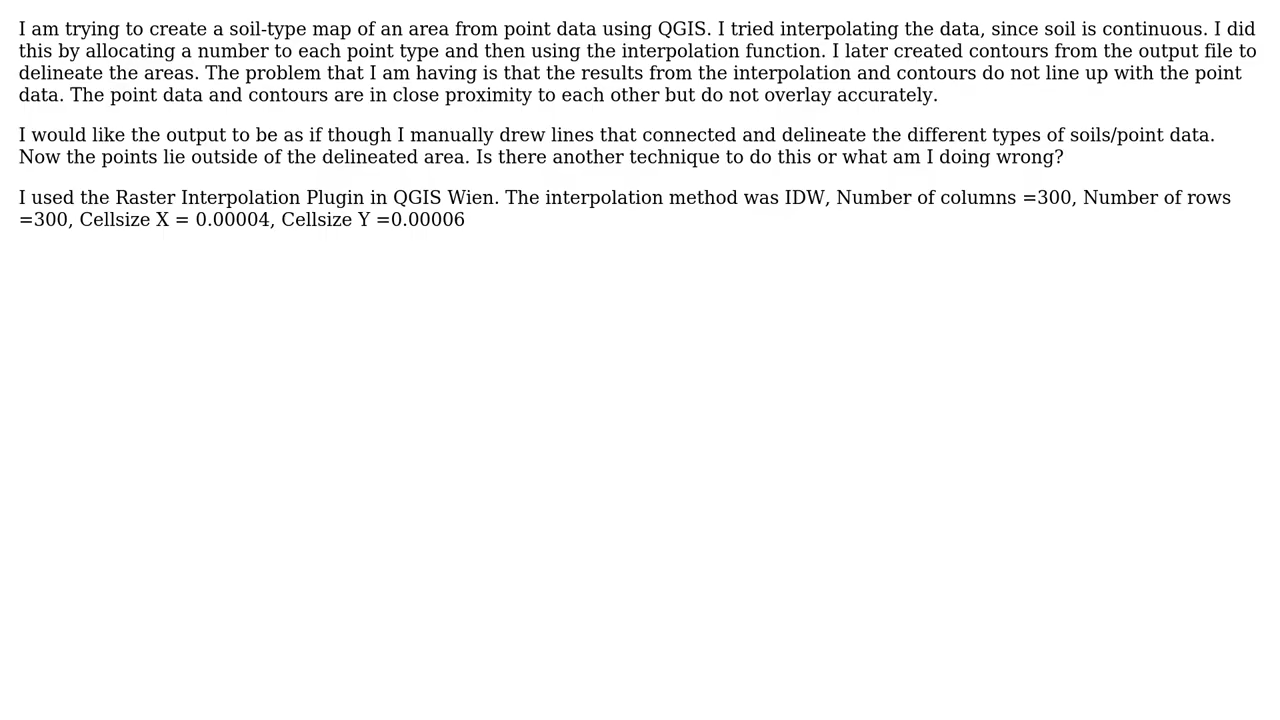 I am trying to create a soil-type map of an area from point data using QGIS. I tried interpolating the data, since soil is continuous. I did
this by allocating a number to each point type and then using the interpolation function. I later created contours from the output file to
delineate the areas. The problem that I am having is that the results from the interpolation and contours do not line up with the point
data. The point data and contours are in close proximity to each other but do not overlay accurately.
I would like the output to be as if though I manually drew lines that connected and delineate the different types of soils/point data.
Now the points lie outside of the delineated area. Is there another technique to do this or what am I doing wrong?
I used the Raster Interpolation Plugin in QGIS Wien. The interpolation method was IDW, Number of columns =300, Number of rows
=300, Cellsize X = 0.00004, Cellsize Y =0.00006